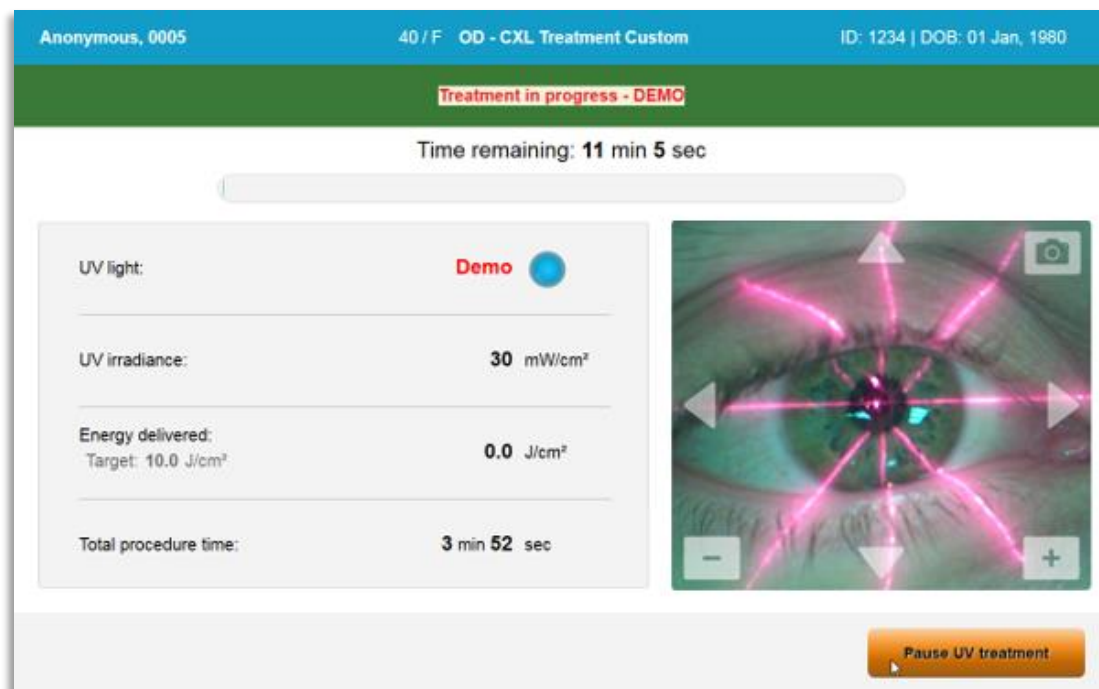 Anonymous, 0005 40 / F OD - CXL Treatment Custom ID: 1234 | DOB: 01 Jan, 1980
Treatment in progress - DEMO
Time remaining: 11 min 5 sec
UV light: Demo
UV irradiance: 30 mW/cm²
Energy delivered:
Target: 10.0 J/cm²
0.0 J/cm²
Total procedure time: 3 min 52 sec
Pause UV treatment